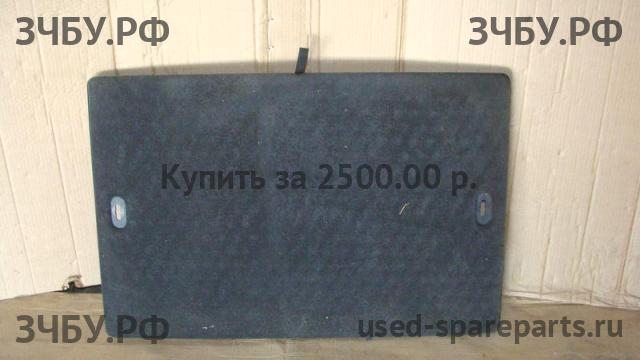 ЗЧБУ.РФ ЗЧБУ.РФ
Купить за 2500.00 р.
ЗЧБУ.РФ used-spareparts.ru